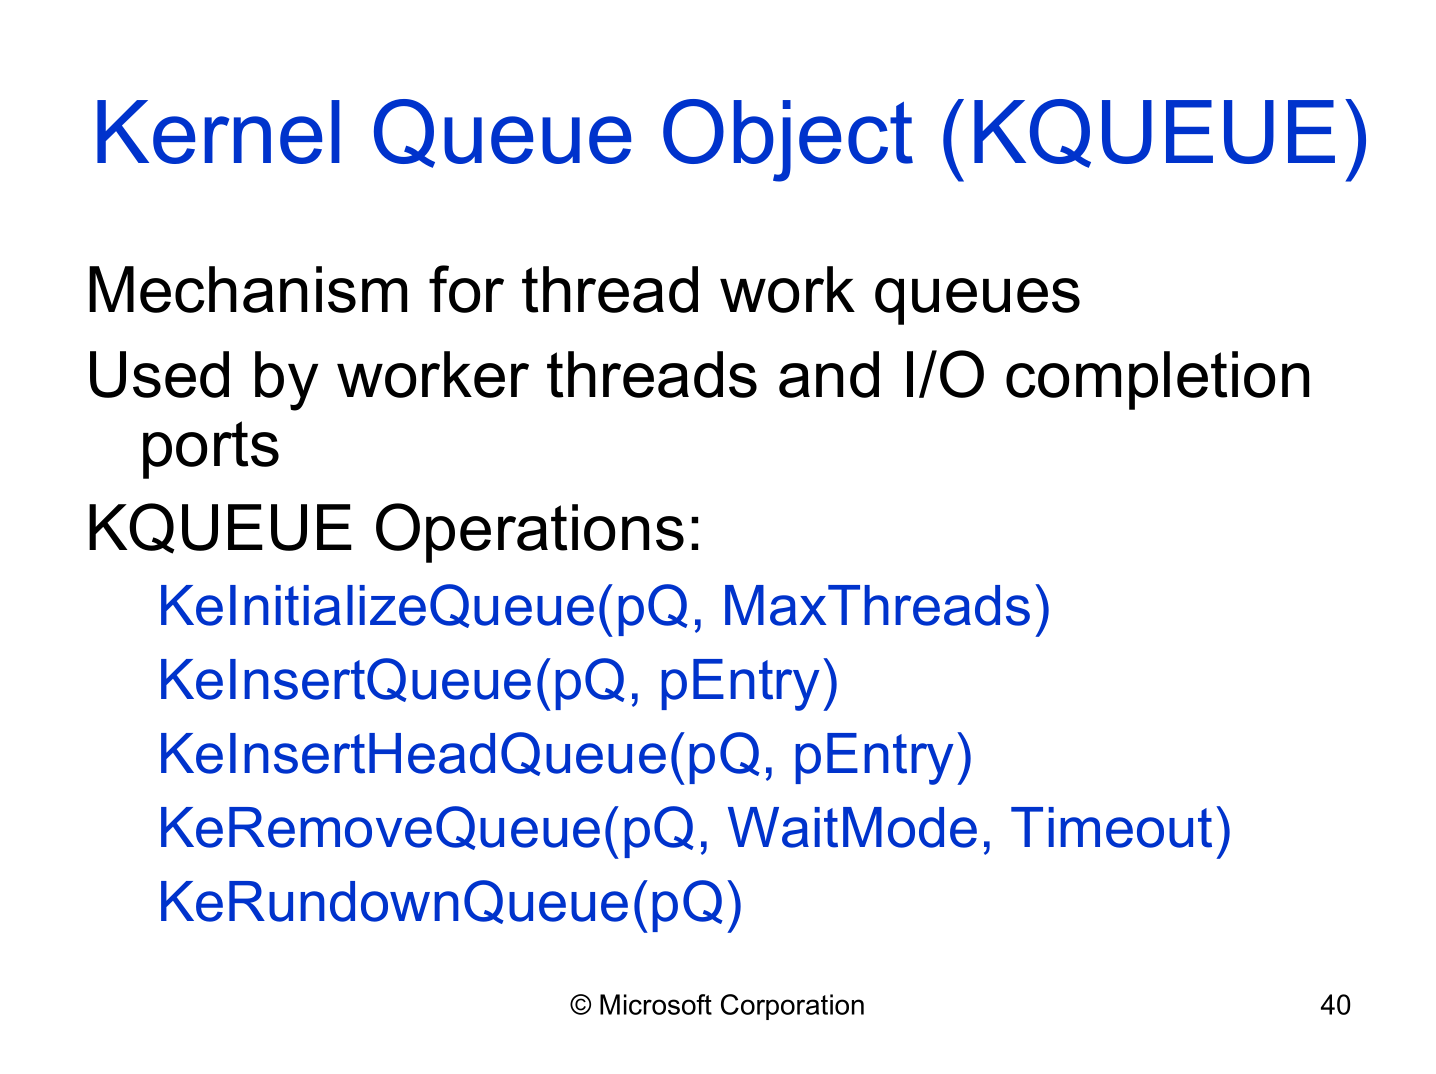 Kernel Queue Object (KQUEUE)
Mechanism for thread work queues
Used by worker threads and I/O completion
ports
KQUEUE Operations:
KeInitializeQueue(pQ, MaxThreads)
KeInsertQueue(pQ, pEntry)
KeInsertHeadQueue(pQ, pEntry)
KeRemoveQueue(pQ, WaitMode, Timeout)
KeRundownQueue(pQ)
© Microsoft Corporation 40